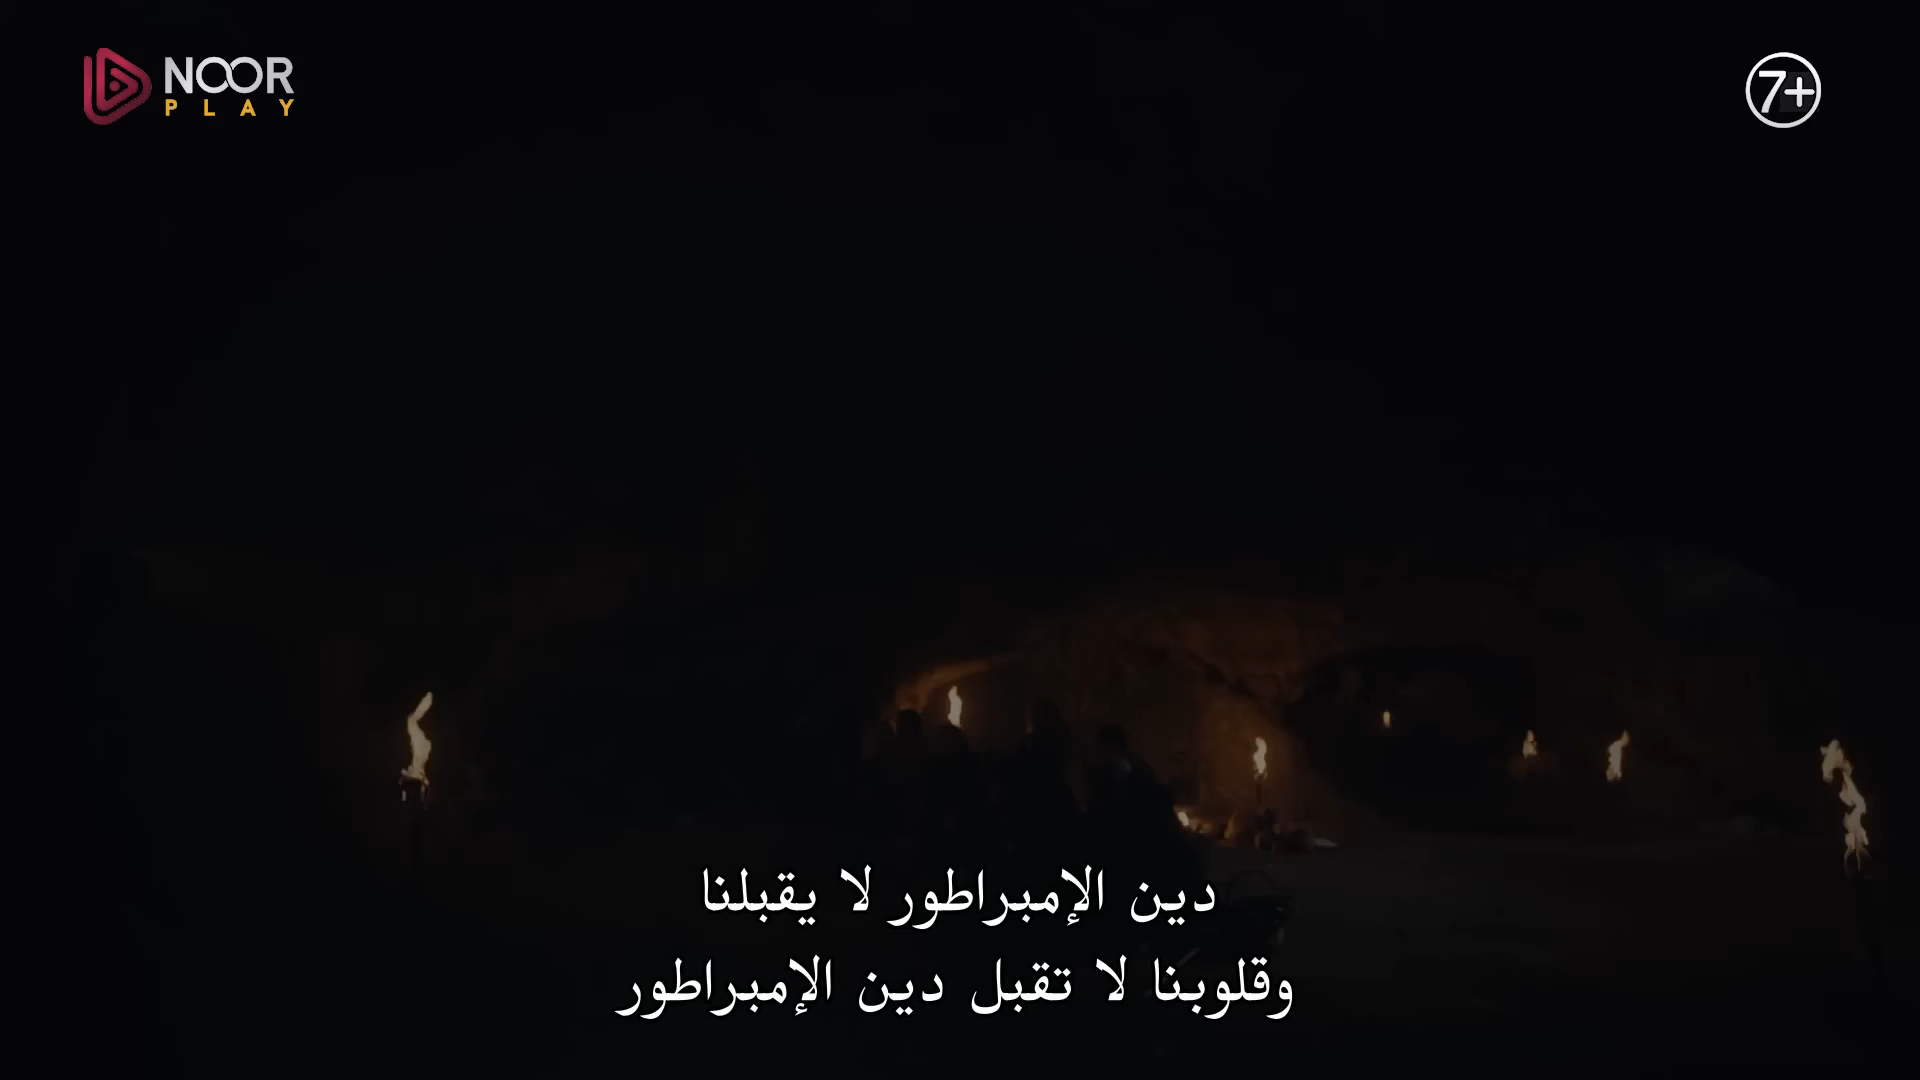 NOOR
PLAY
7+
دين الإمبراطور لا يقبلنا
وقلوبنا لا تقبل دين الإمبراطور